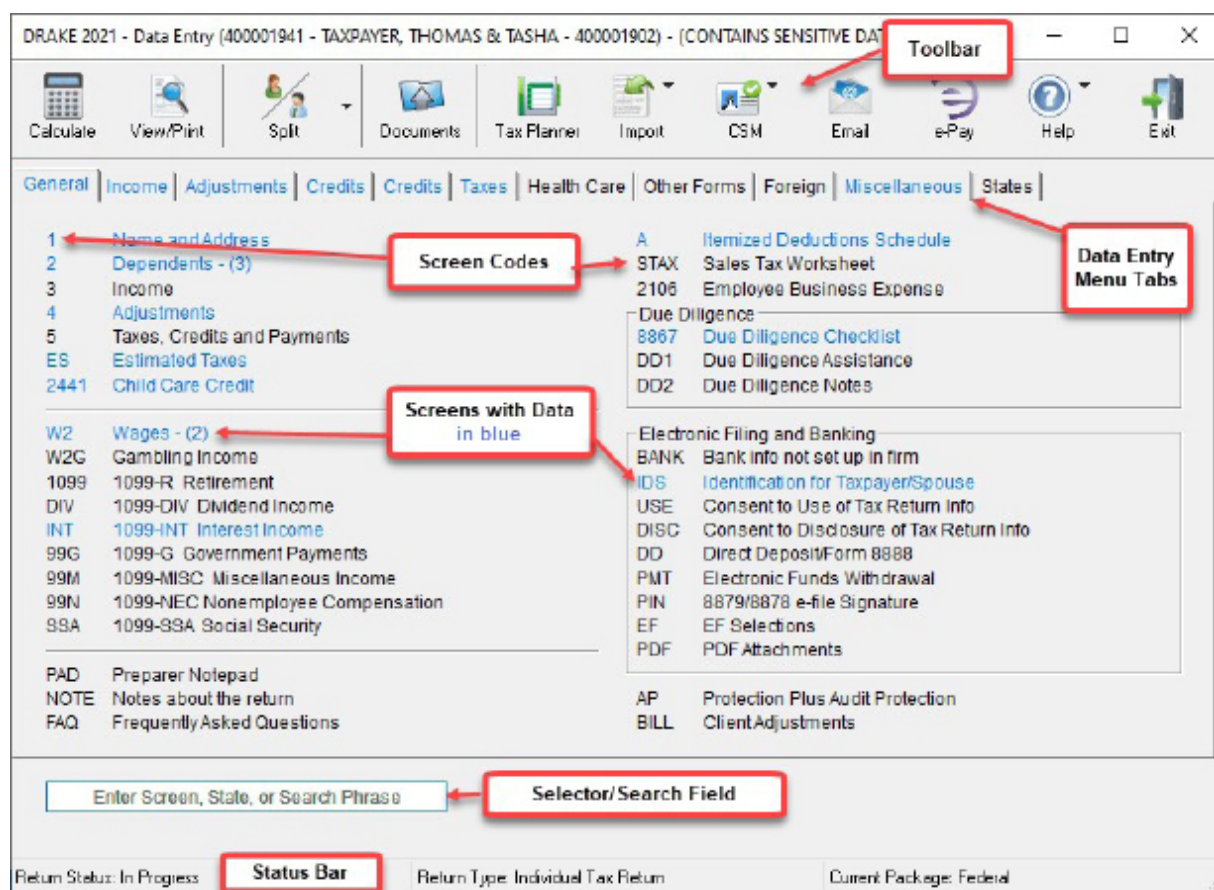 DRAKE 2021 - Data Entry (400001941 - TAXPAYER, THOMAS & TASHA - 400001902) - (CONTAINS SENSITIVE DAT
Toolbar
Calculate View/Print Split Documents Tax Planner Import CSM Email e-Pay Help Exit
General Income Adjustments Credits Credits Taxes Health Care Other Forms Foreign Miscellaneous States
1 Name and Address
2 Dependents - (3)
3 Income
4 Adjustments
5 Taxes, Credits and Payments
ES Estimated Taxes
2441 Child Care Credit
Screen Codes
A Itemized Deductions Schedule
STAX Sales Tax Worksheet
2106 Employee Business Expense
Data Entry
Menu Tabs
Due Diligence
8867 Due Diligence Checklist
DD1 Due Diligence Assistance
DD2 Due Diligence Notes
Screens with Data
in blue
W2 Wages - (2)
W2G Gambling Income
1099 1099-R Retirement
DIV 1099-DIV Dividend Income
INT 1099-INT Interest Income
99G 1099-G Government Payments
99M 1099-MISC Miscellaneous Income
99N 1099-NEC Nonemployee Compensation
SSA 1099-SSA Social Security
Electronic Filing and Banking
BANK Bank info not set up in firm
IDS Identification for Taxpayer/Spouse
USE Consent to Use of Tax Return Info
DISC Consent to Disclosure of Tax Return Info
DD Direct Deposit/Form 8888
PMT Electronic Funds Withdrawal
PIN 8879/8878 e-file Signature
EF EF Selections
PDF PDF Attachments
PAD Preparer Notepad
NOTE Notes about the return
FAQ Frequently Asked Questions
AP Protection Plus Audit Protection
BILL Client Adjustments
Enter Screen, State, or Search Phrase
Selector/Search Field
Return Status: In Progress
Status Bar
Return Type: Individual Tax Return
Current Package: Federal